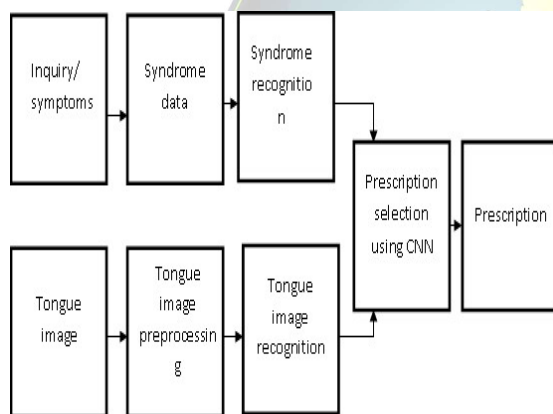 Inquiry/
symptoms
Syndrome
data
Syndrome
recognitio
n
Prescription
selection
using CNN
Prescription
Tongue
image
Tongue
image
preprocessin
g
Tongue
image
recognition